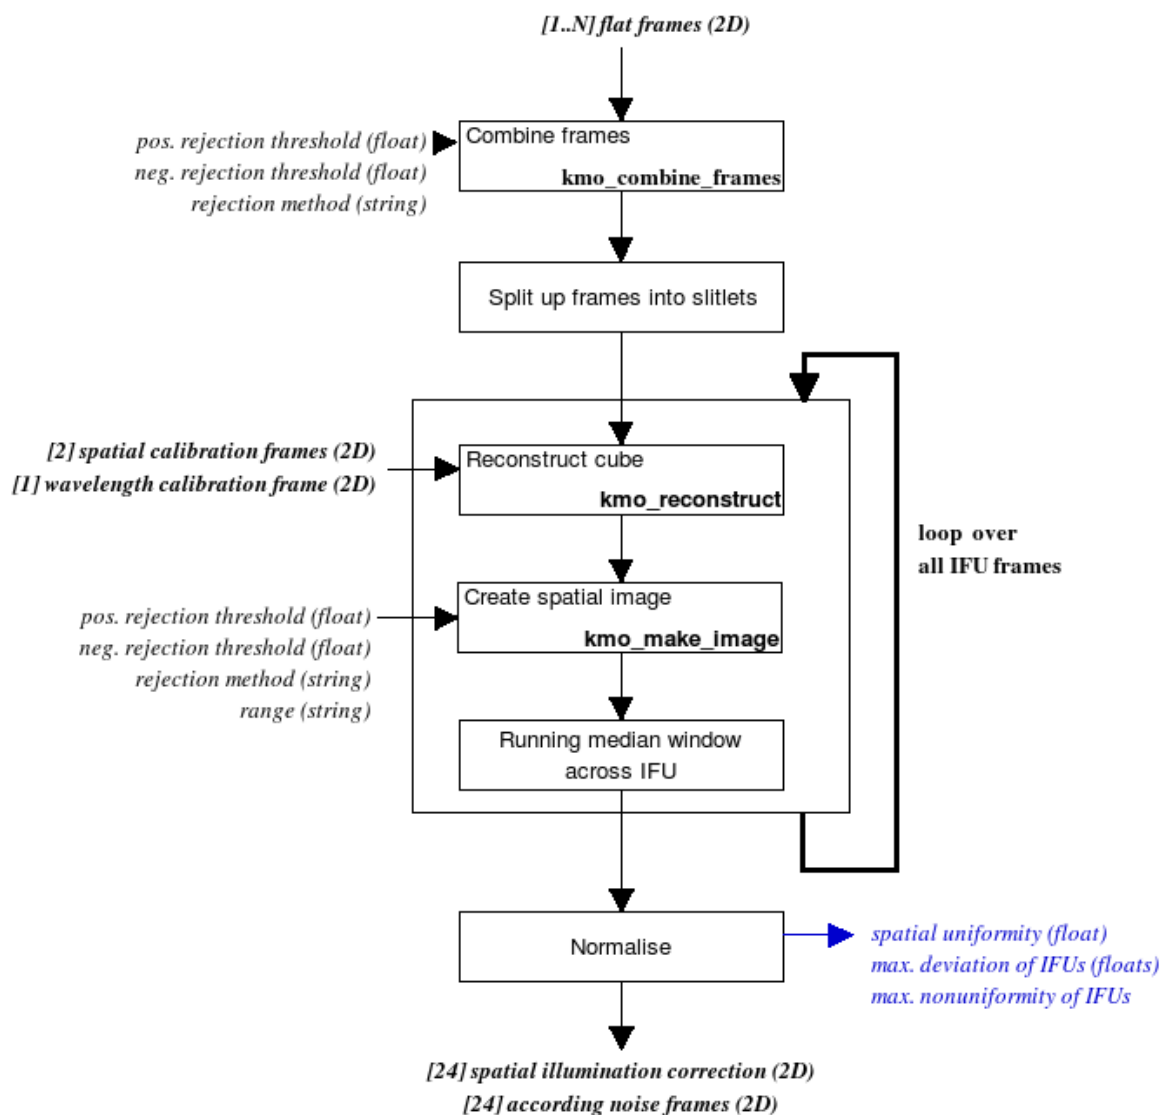 [1..N] flat frames (2D)
pos. rejection threshold (float)
neg. rejection threshold (float)
rejection method (string)
Combine frames
kmo_combine_frames
Split up frames into slitlets
[2] spatial calibration frames (2D)
[1] wavelength calibration frame (2D)
Reconstruct cube
kmo_reconstruct
loop over
all IFU frames
pos. rejection threshold (float)
neg. rejection threshold (float)
rejection method (string)
range (string)
Create spatial image
kmo_make_image
Running median window
across IFU
Normalise
spatial uniformity (float)
max. deviation of IFUs (floats)
max. nonuniformity of IFUs
[24] spatial illumination correction (2D)
[24] according noise frames (2D)